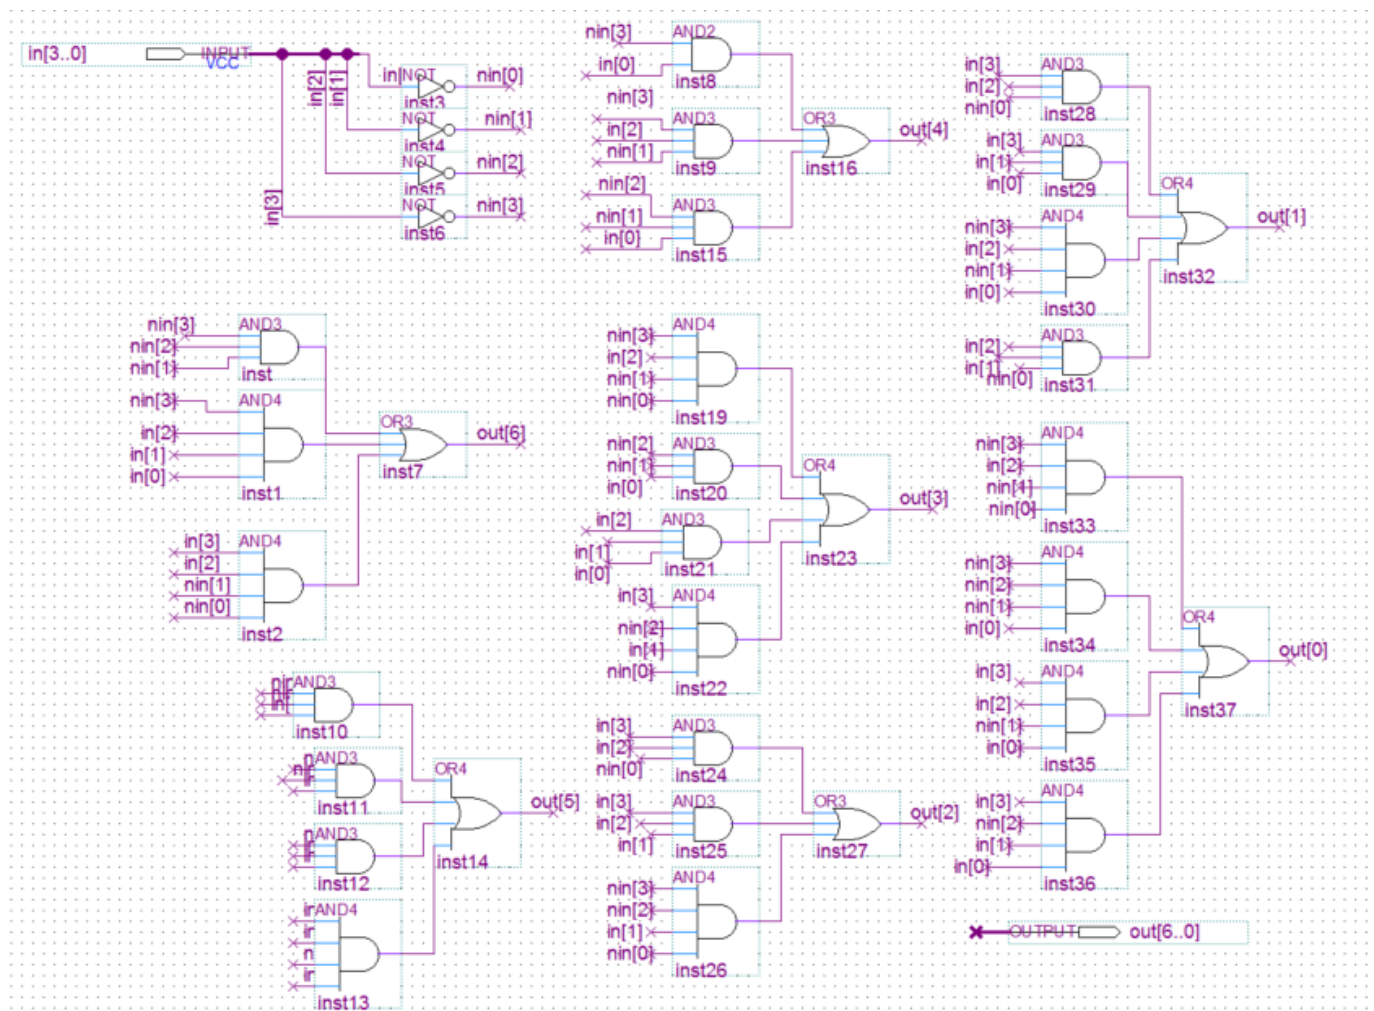 in[3..0]
INPUT
VCC
in[2]
in[1]
in[3]
NOT
nin[0]
inst3
NOT
nin[1]
inst4
NOT
nin[2]
inst5
NOT
nin[3]
inst6
nin[3]
AND2
in[0]
inst8
nin[3]
AND3
in[2]
nin[1]
inst9
nin[2]
AND3
nin[1]
in[0]
inst15
OR3
out[4]
inst16
in[3]
AND3
in[2]
nin[0]
inst28
in[3]
AND3
in[1]
in[0]
inst29
AND4
nin[3]
in[2]
nin[1]
in[0]
inst30
AND3
in[2]
in[1]
nin[0]
inst31
OR4
out[1]
inst32
nin[3]
AND3
nin[2]
nin[1]
inst
nin[3]
AND4
in[2]
in[1]
in[0]
inst1
in[3]
AND4
in[2]
nin[1]
nin[0]
inst2
OR3
out[6]
inst7
AND4
nin[3]
in[2]
nin[1]
nin[0]
inst19
nin[2]
AND3
nin[1]
in[0]
inst20
in[2]
AND3
in[1]
in[0]
inst21
in[3]
AND4
nin[2]
in[1]
nin[0]
inst22
OR4
out[3]
inst23
AND4
nin[3]
in[2]
nin[1]
nin[0]
inst33
AND4
nin[3]
nin[2]
nin[1]
in[0]
inst34
in[3]
AND4
in[2]
nin[1]
in[0]
inst35
AND4
in[3]
nin[2]
in[1]
in[0]
inst36
OR4
out[0]
inst37
AND3
inst10
AND3
inst11
AND3
inst12
AND4
inst13
OR4
out[5]
inst14
in[3]
AND3
in[2]
nin[0]
inst24
in[3]
AND3
in[2]
in[1]
inst25
AND4
nin[3]
nin[2]
in[1]
nin[0]
inst26
OR3
out[2]
inst27
OUTPUT
out[6..0]